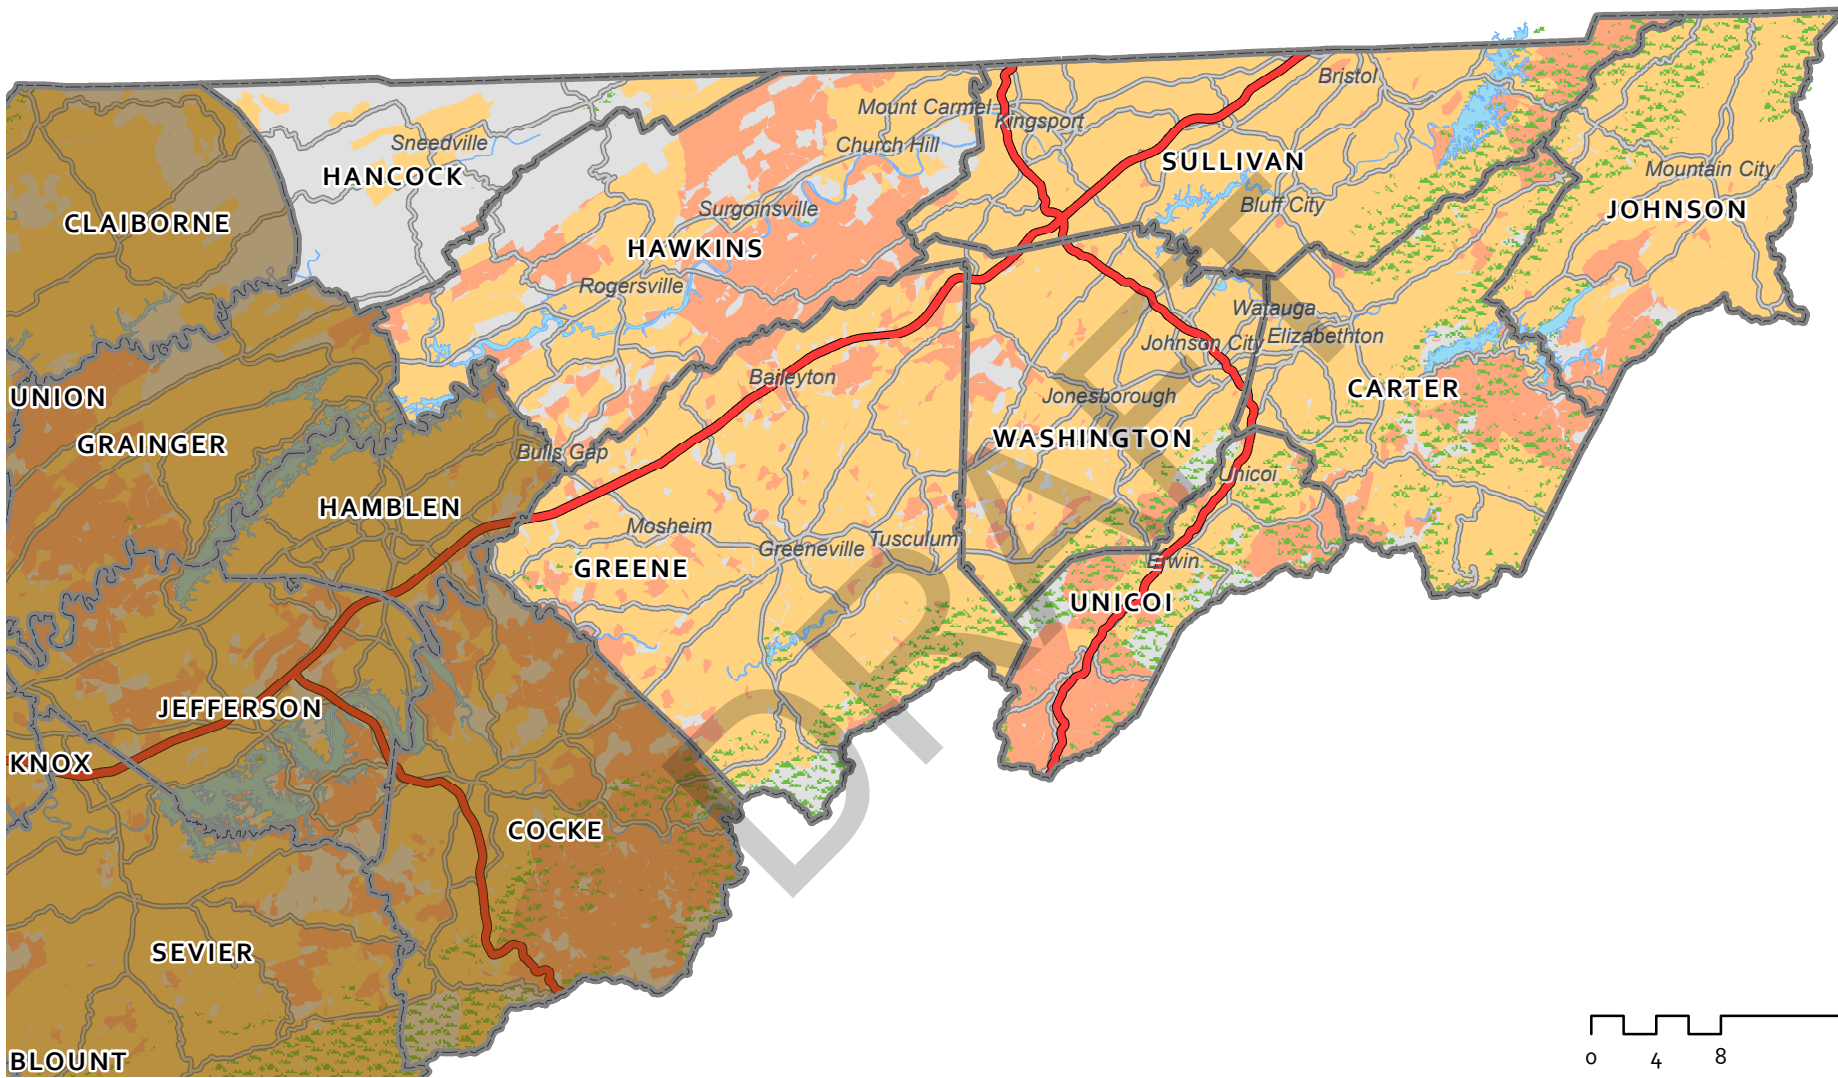 Bristol
Mount Carmel
Kingsport
Sneedville
Church Hill
HANCOCK
SULLIVAN
Mountain City
CLAIBORNE
Surgoinsville
Bluff City
JOHNSON
HAWKINS
Rogersville
Watauga
Johnson City
Elizabethton
Baileyton
UNION
Jonesborough
CARTER
GRAINGER
WASHINGTON
Bulls Gap
Unicoi
HAMBLEN
Mosheim
Greeneville
Tusculum
GREENE
Erwin
UNICOI
JEFFERSON
KNOX
COCKE
SEVIER
BLOUNT
DRAFT
0 4 8